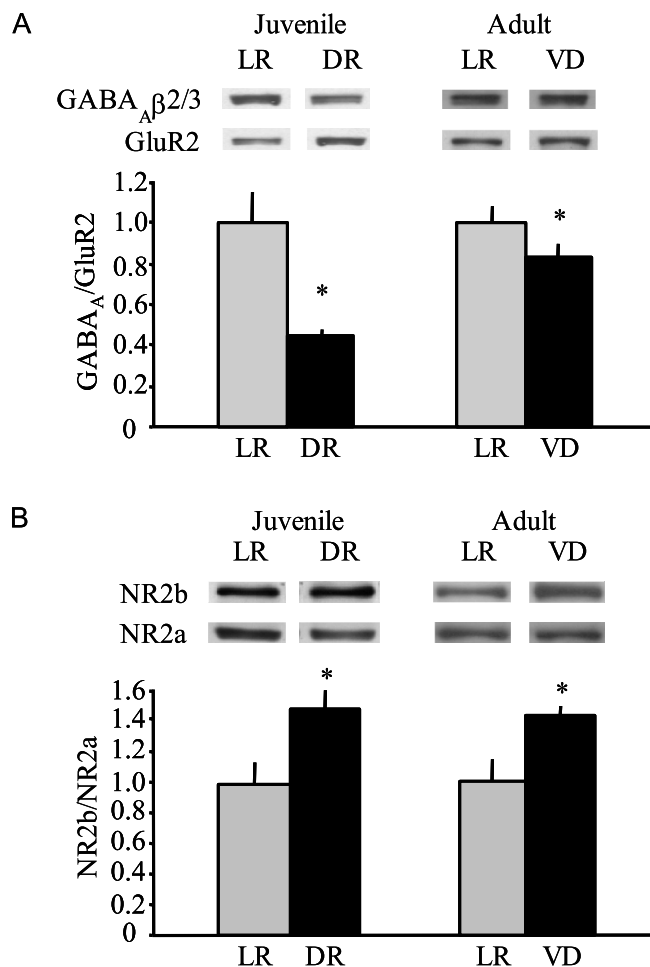 A
Juvenile Adult
LR DR LR VD
GABAAβ2/3
GluR2
GABAA/GluR2
1.2
1.0
0.8
0.6
0.4
0.2
0
* *
LR DR LR VD
B
Juvenile Adult
LR DR LR VD
NR2b
NR2a
NR2b/NR2a
1.6
1.4
1.2
1.0
0.8
0.6
0.4
0.2
0
* *
LR DR LR VD